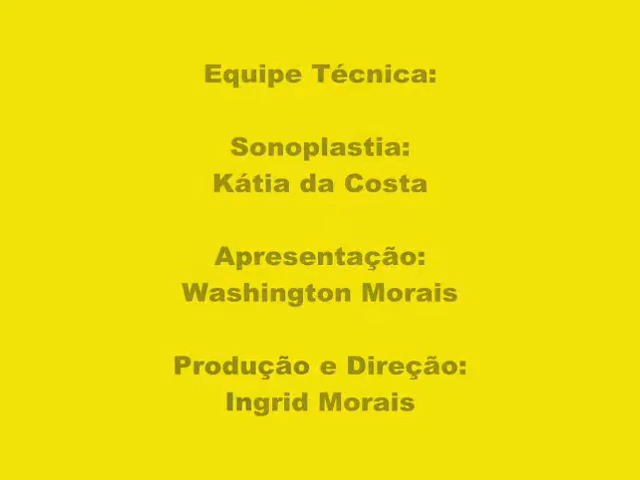 Equipe Técnica:
Sonoplastia:
Kátia da Costa
Apresentação:
Washington Morais
Produção e Direção:
Ingrid Morais